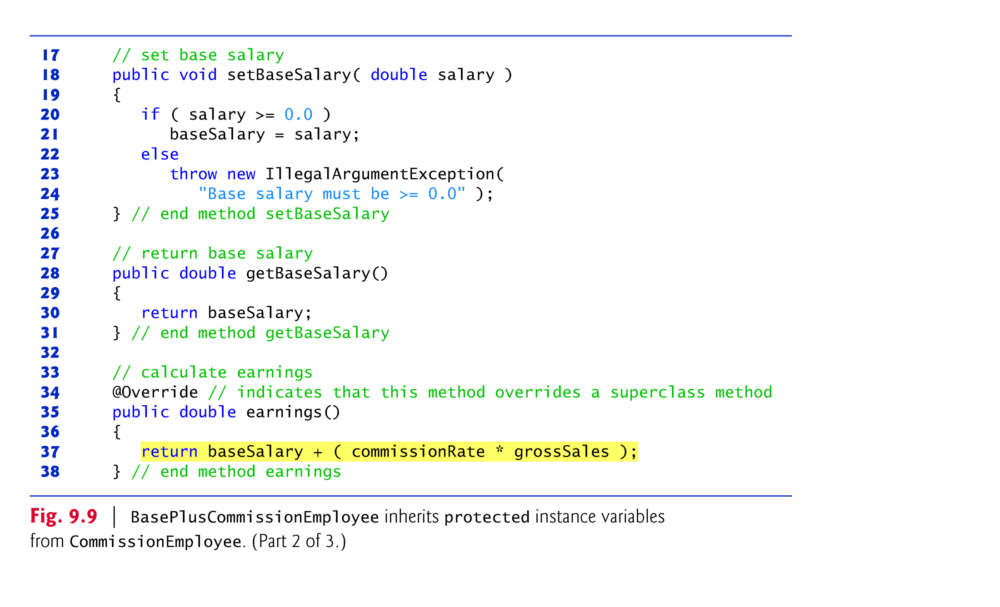 17 // set base salary
18 public void setBaseSalary( double salary )
19 {
20 if ( salary >= 0.0 )
21 baseSalary = salary;
22 else
23 throw new IllegalArgumentException(
24 "Base salary must be >= 0.0" );
25 } // end method setBaseSalary
26
27 // return base salary
28 public double getBaseSalary()
29 {
30 return baseSalary;
31 } // end method getBaseSalary
32
33 // calculate earnings
34 @Override // indicates that this method overrides a superclass method
35 public double earnings()
36 {
37 return baseSalary + ( commissionRate * grossSales );
38 } // end method earnings
Fig. 9.9 | BasePlusCommissionEmployee inherits protected instance variables
from CommissionEmployee. (Part 2 of 3.)